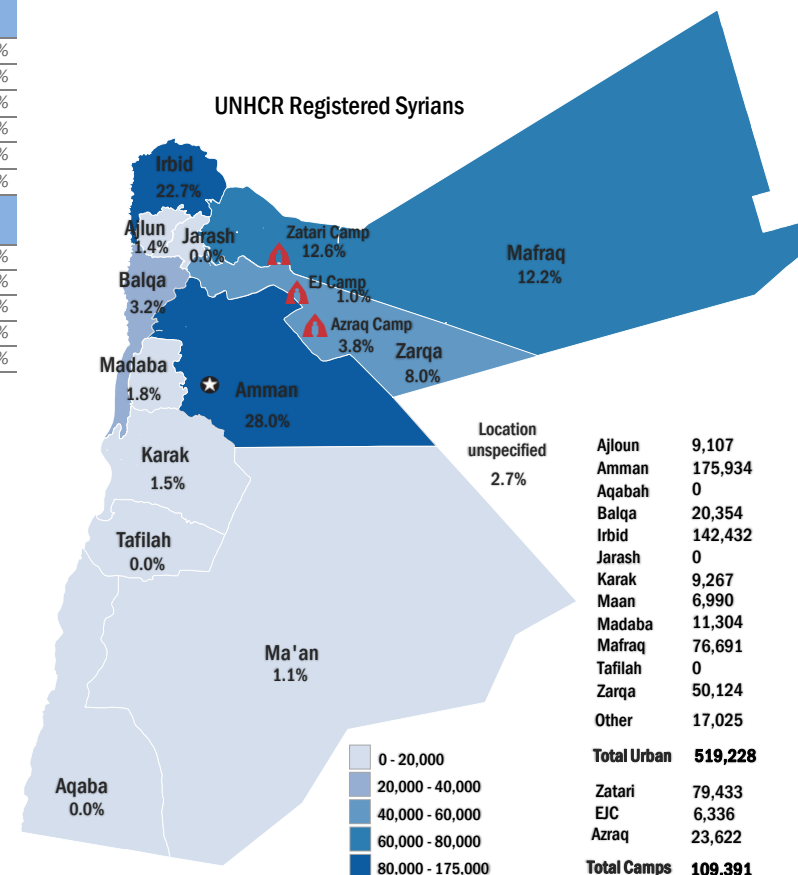 %
%
%
%
%
%
%
%
%
%
%
UNHCR Registered Syrians
Irbid
22.7%
Ajlun
1.4%
Jarash
0.0%
Zatari Camp
12.6%
Mafraq
12.2%
EJ Camp
1.0%
Balqa
3.2%
Azraq Camp
3.8%
Zarqa
8.0%
Madaba
1.8%
Amman
28.0%
Karak
1.5%
Location
unspecified
2.7%
Tafilah
0.0%
Ma'an
1.1%
Aqaba
0.0%
0 - 20,000
20,000 - 40,000
40,000 - 60,000
60,000 - 80,000
80,000 - 175,000
Ajloun 9,107
Amman 175,934
Aqabah 0
Balqa 20,354
Irbid 142,432
Jarash 0
Karak 9,267
Maan 6,990
Madaba 11,304
Mafraq 76,691
Tafilah 0
Zarqa 50,124
Other 17,025
Total Urban 519,228
Zatari 79,433
EJC 6,336
Azraq 23,622
Total Camps 109,391